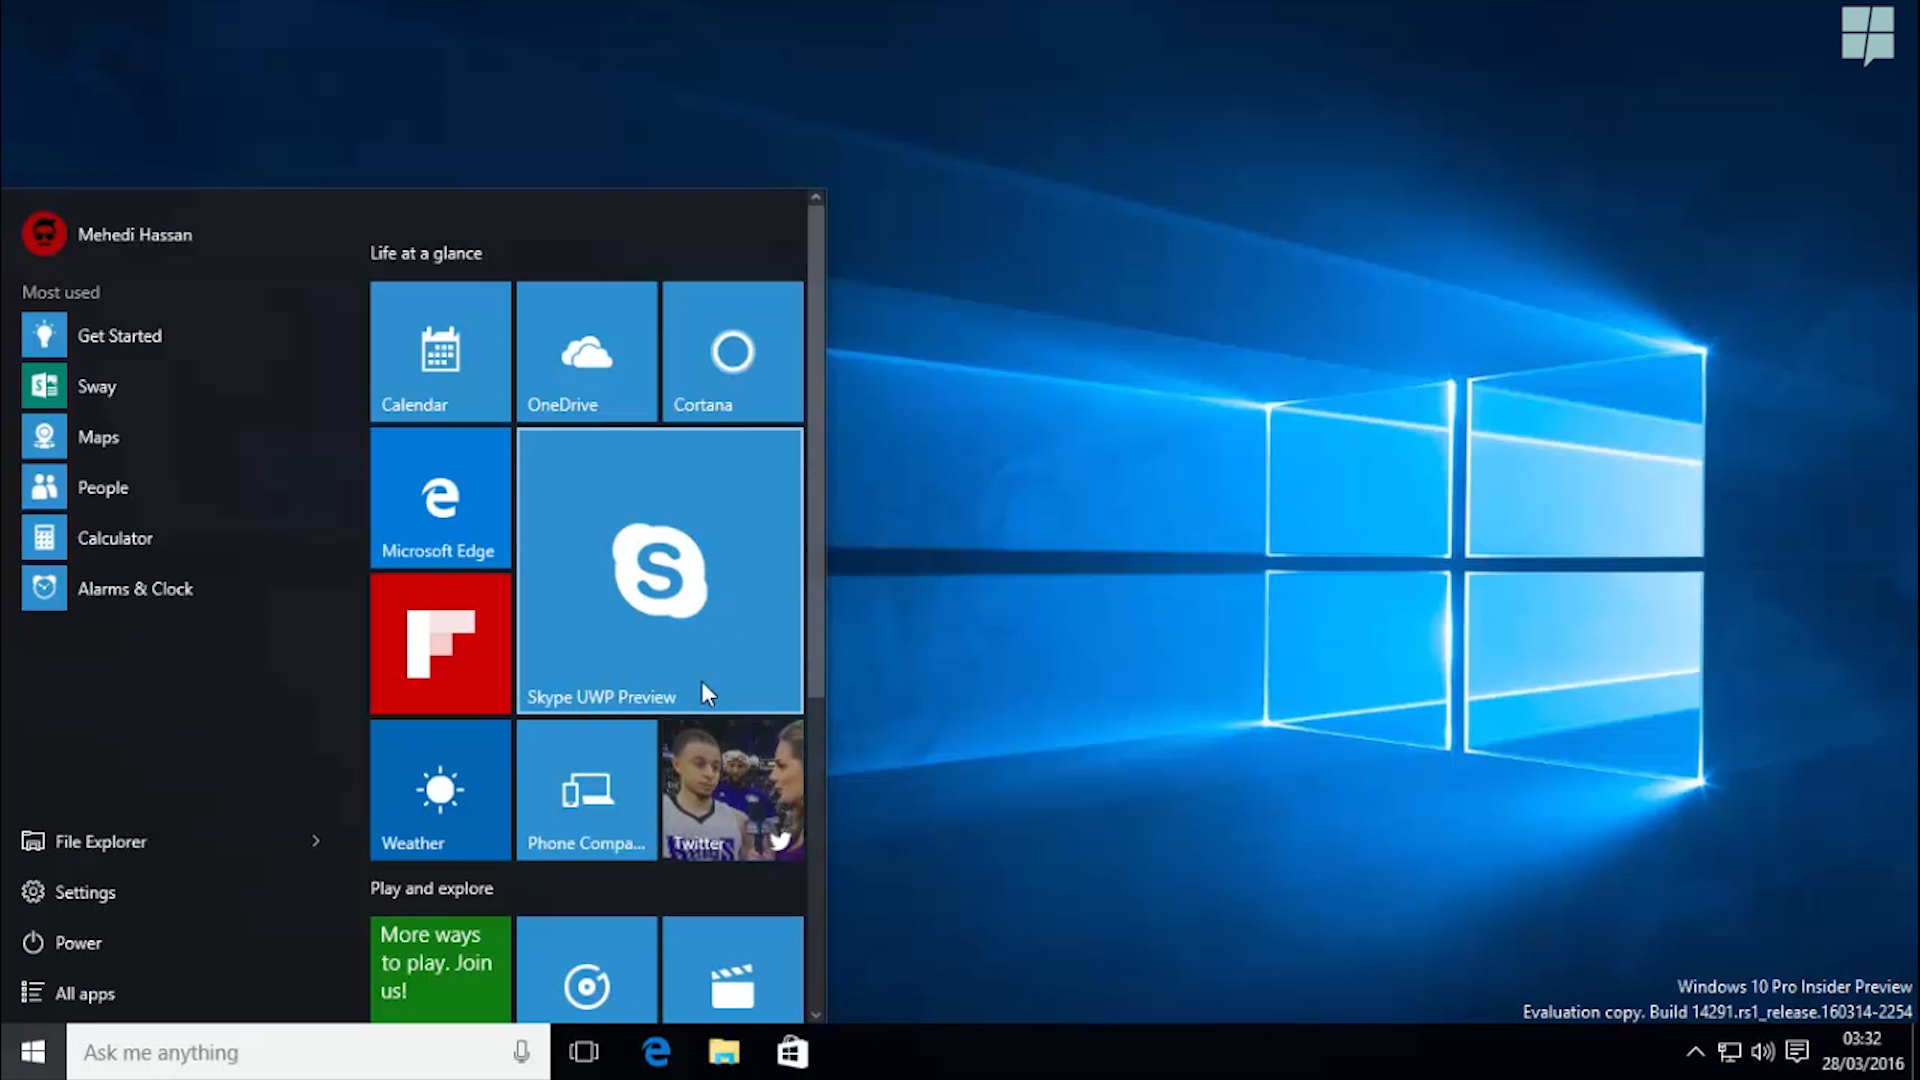 Mehedi Hassan
Most used
Get Started
Sway
Maps
People
Calculator
Alarms & Clock
File Explorer
Settings
Power
All apps
Life at a glance
Calendar
OneDrive
Cortana
Microsoft Edge
Skype UWP Preview
Weather
Phone Compa...
Twitter
Play and explore
More ways
to play. Join
us!
Windows 10 Pro Insider Preview
Evaluation copy. Build 14291.rs1_release.160314-2254
Ask me anything
03:32
28/03/2016